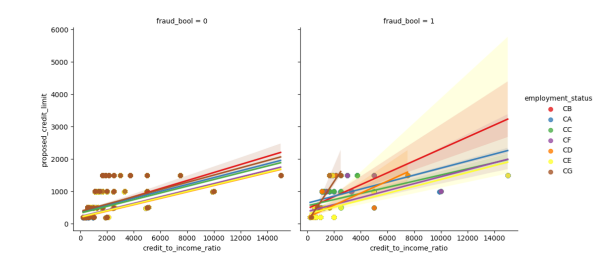 fraud_bool = 0
fraud_bool = 1
6000
5000
4000
3000
2000
1000
0
proposed_credit_limit
0 2000 4000 6000 8000 10000 12000 14000
0 2000 4000 6000 8000 10000 12000 14000
credit_to_income_ratio
credit_to_income_ratio
employment_status
CB
CA
CC
CF
CD
CE
CG